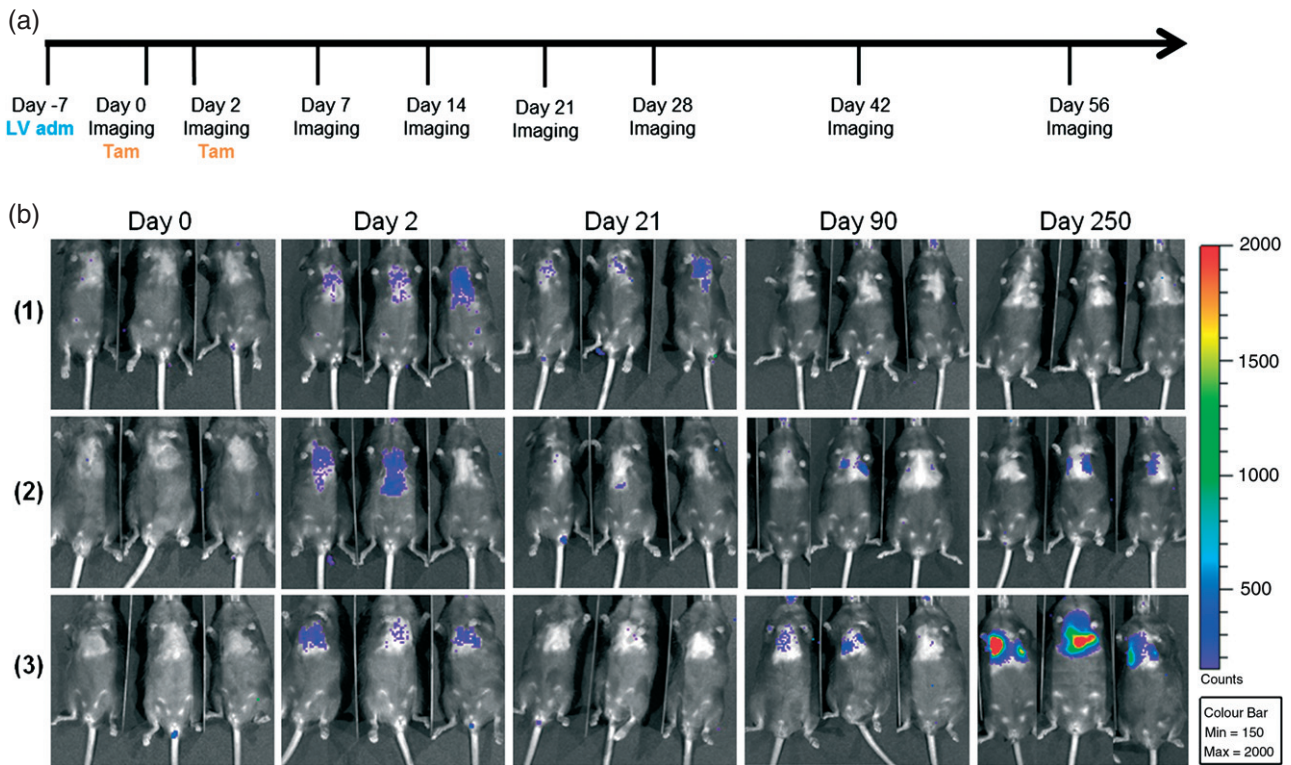 (a)
Day -7
LV adm
Day 0
Imaging
Tam
Day 2
Imaging
Tam
Day 7
Imaging
Day 14
Imaging
Day 21
Imaging
Day 28
Imaging
Day 42
Imaging
Day 56
Imaging
(b)
Day 0
Day 2
Day 21
Day 90
Day 250
(1)
(2)
(3)
2000
1500
1000
500
Counts
Colour Bar
Min = 150
Max = 2000